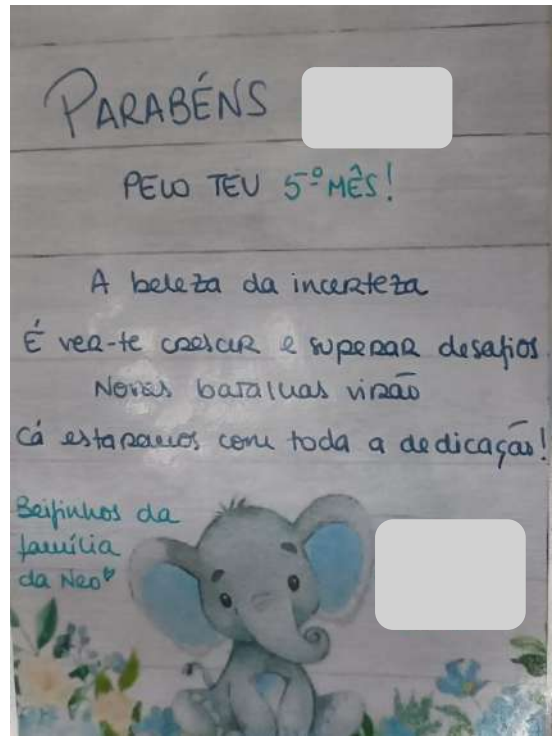 PARABÉNS
PELO TEU 5º MÊS!
A beleza da incerteza
É ver-te crescer e superar desafios
Novas batalhas virão
Cá estaremos com toda a dedicação!
Beijinhos da
família
da Neo